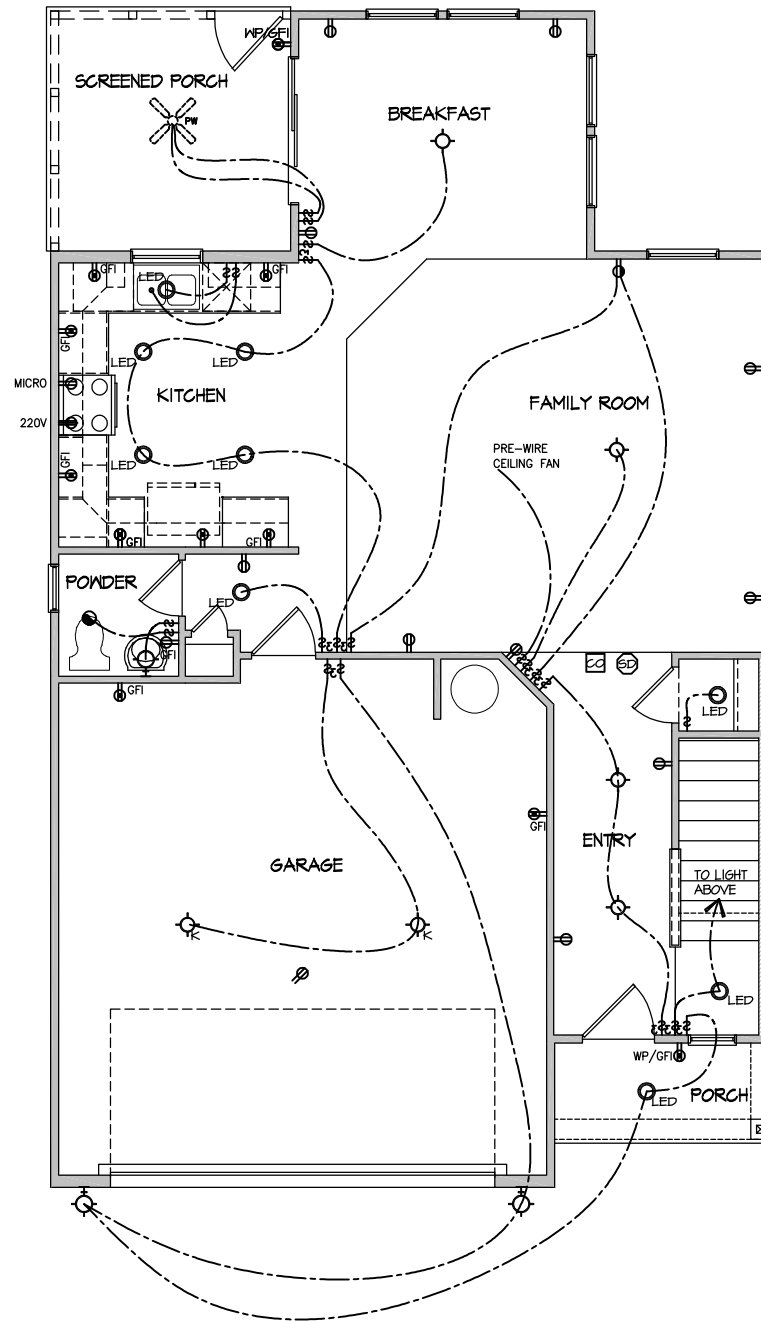 WP/GFI
SCREENED PORCH
BREAKFAST
PW
GFI
LED
GFI
GFI
LED
LED
MICRO
KITCHEN
FAMILY ROOM
220V
GFI
LED
LED
PRE-WIRE
CEILING FAN
GFI
GFI
POWDER
LED
GFI
CO
SD
GFI
LED
GFI
ENTRY
GARAGE
TO LIGHT
ABOVE
K
K
LED
WP/GFI
LED
PORCH